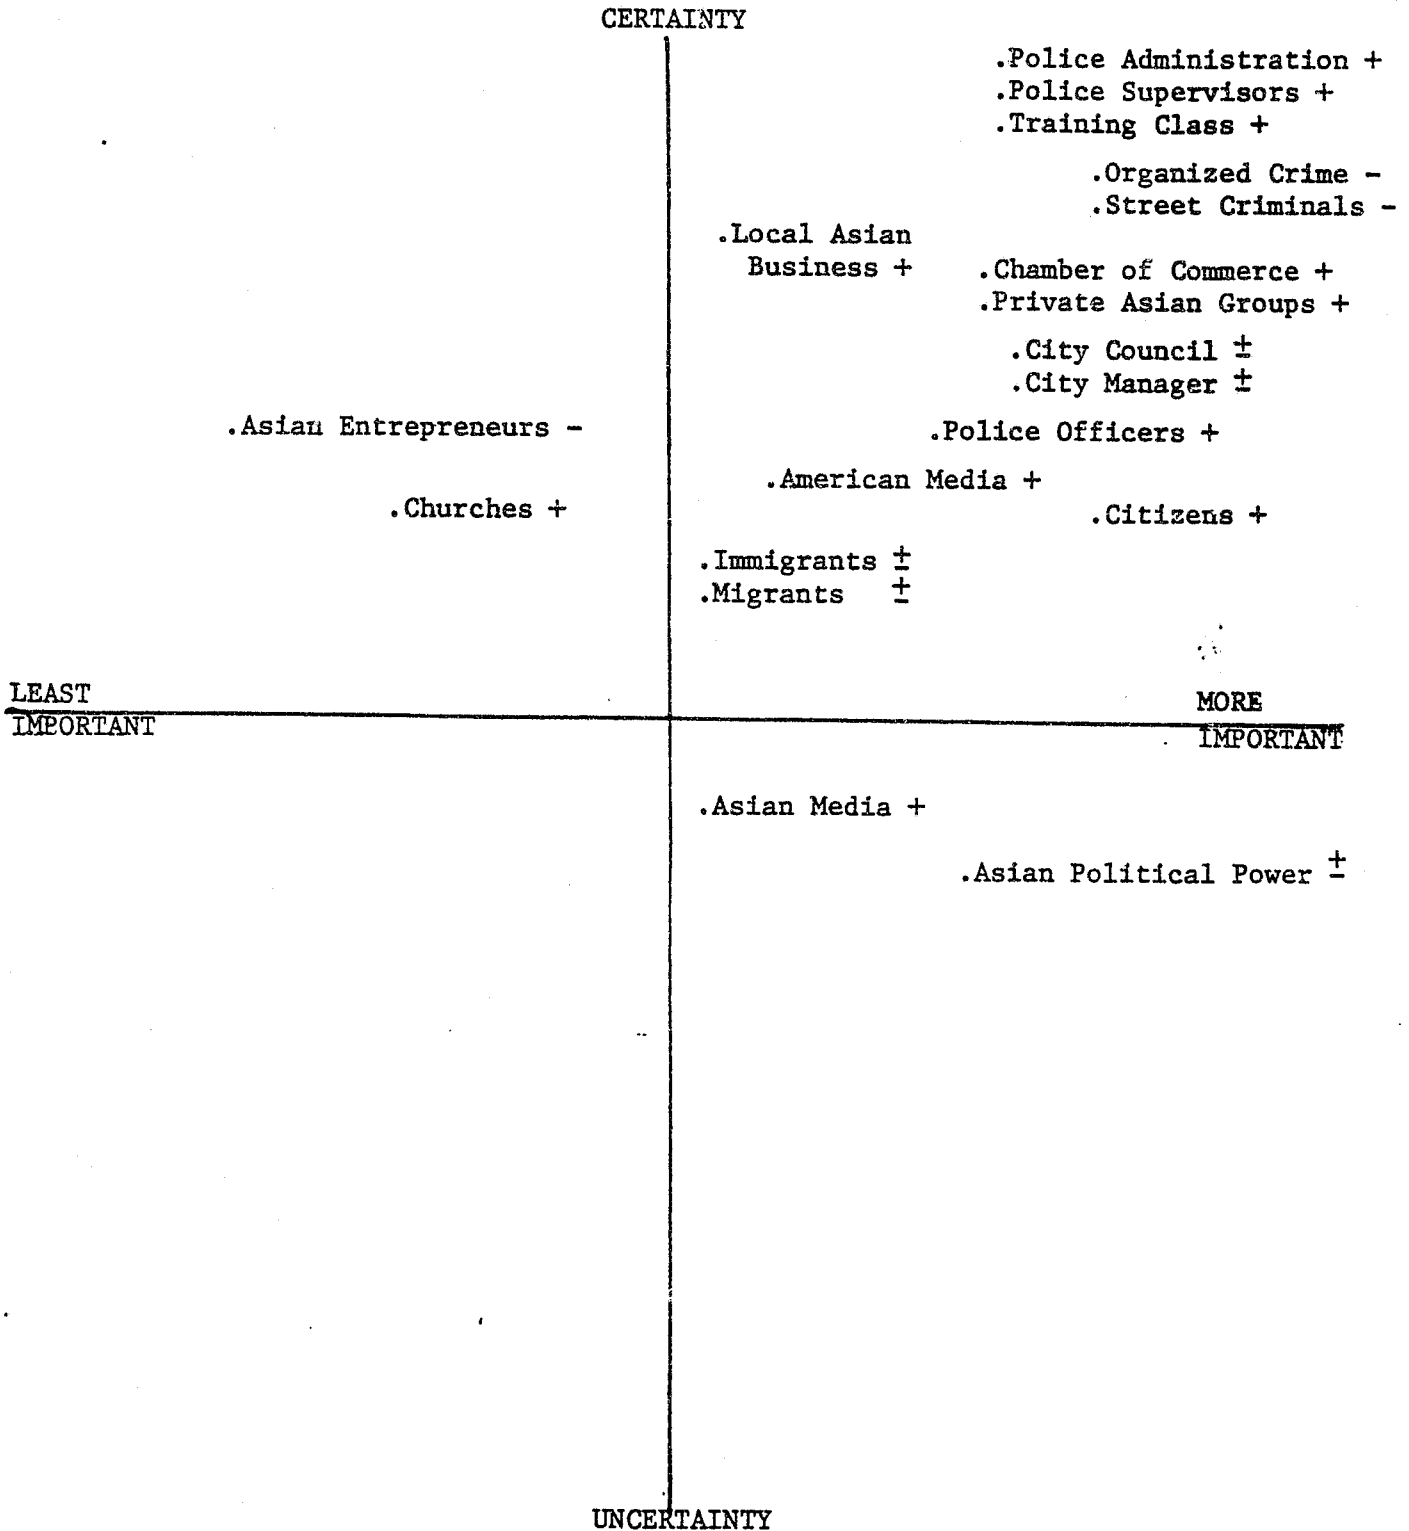 CERTAINTY
.Police Administration +
.Police Supervisors +
.Training Class +
.Organized Crime -
.Street Criminals -
.Local Asian
Business +
.Chamber of Commerce +
.Private Asian Groups +
.City Council ±
.City Manager ±
.Asian Entrepreneurs -
.Police Officers +
.American Media +
.Churches +
.Citizens +
.Immigrants ±
.Migrants ±
LEAST
IMPORTANT
MORE
IMPORTANT
.Asian Media +
.Asian Political Power ±
UNCERTAINTY